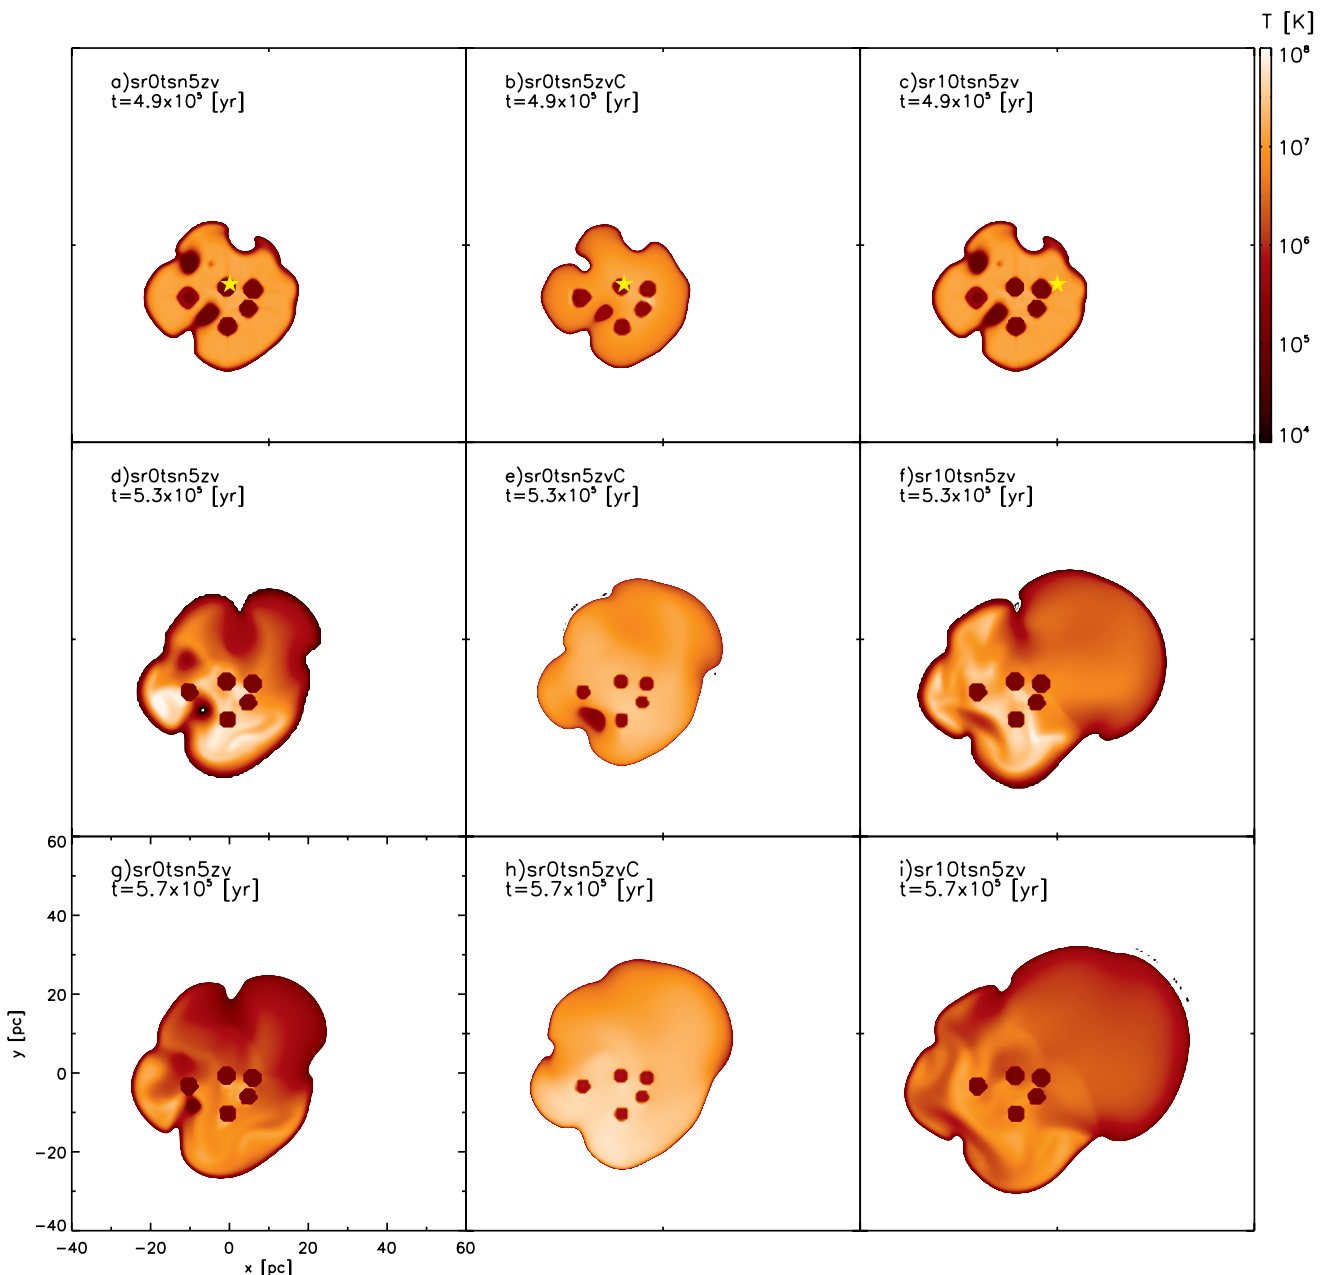 T [K]
a)sr0tsn5zv
t=4.9x10⁵ [yr]
b)sr0tsn5zvC
t=4.9x10⁵ [yr]
c)sr10tsn5zv
t=4.9x10⁵ [yr]
10⁸
10⁷
10⁶
10⁵
10⁴
d)sr0tsn5zv
t=5.3x10⁵ [yr]
e)sr0tsn5zvC
t=5.3x10⁵ [yr]
f)sr10tsn5zv
t=5.3x10⁵ [yr]
g)sr0tsn5zv
t=5.7x10⁵ [yr]
h)sr0tsn5zvC
t=5.7x10⁵ [yr]
i)sr10tsn5zv
t=5.7x10⁵ [yr]
60
40
20
0
−20
−40
y [pc]
−40 −20 0 20 40 60
x [pc]